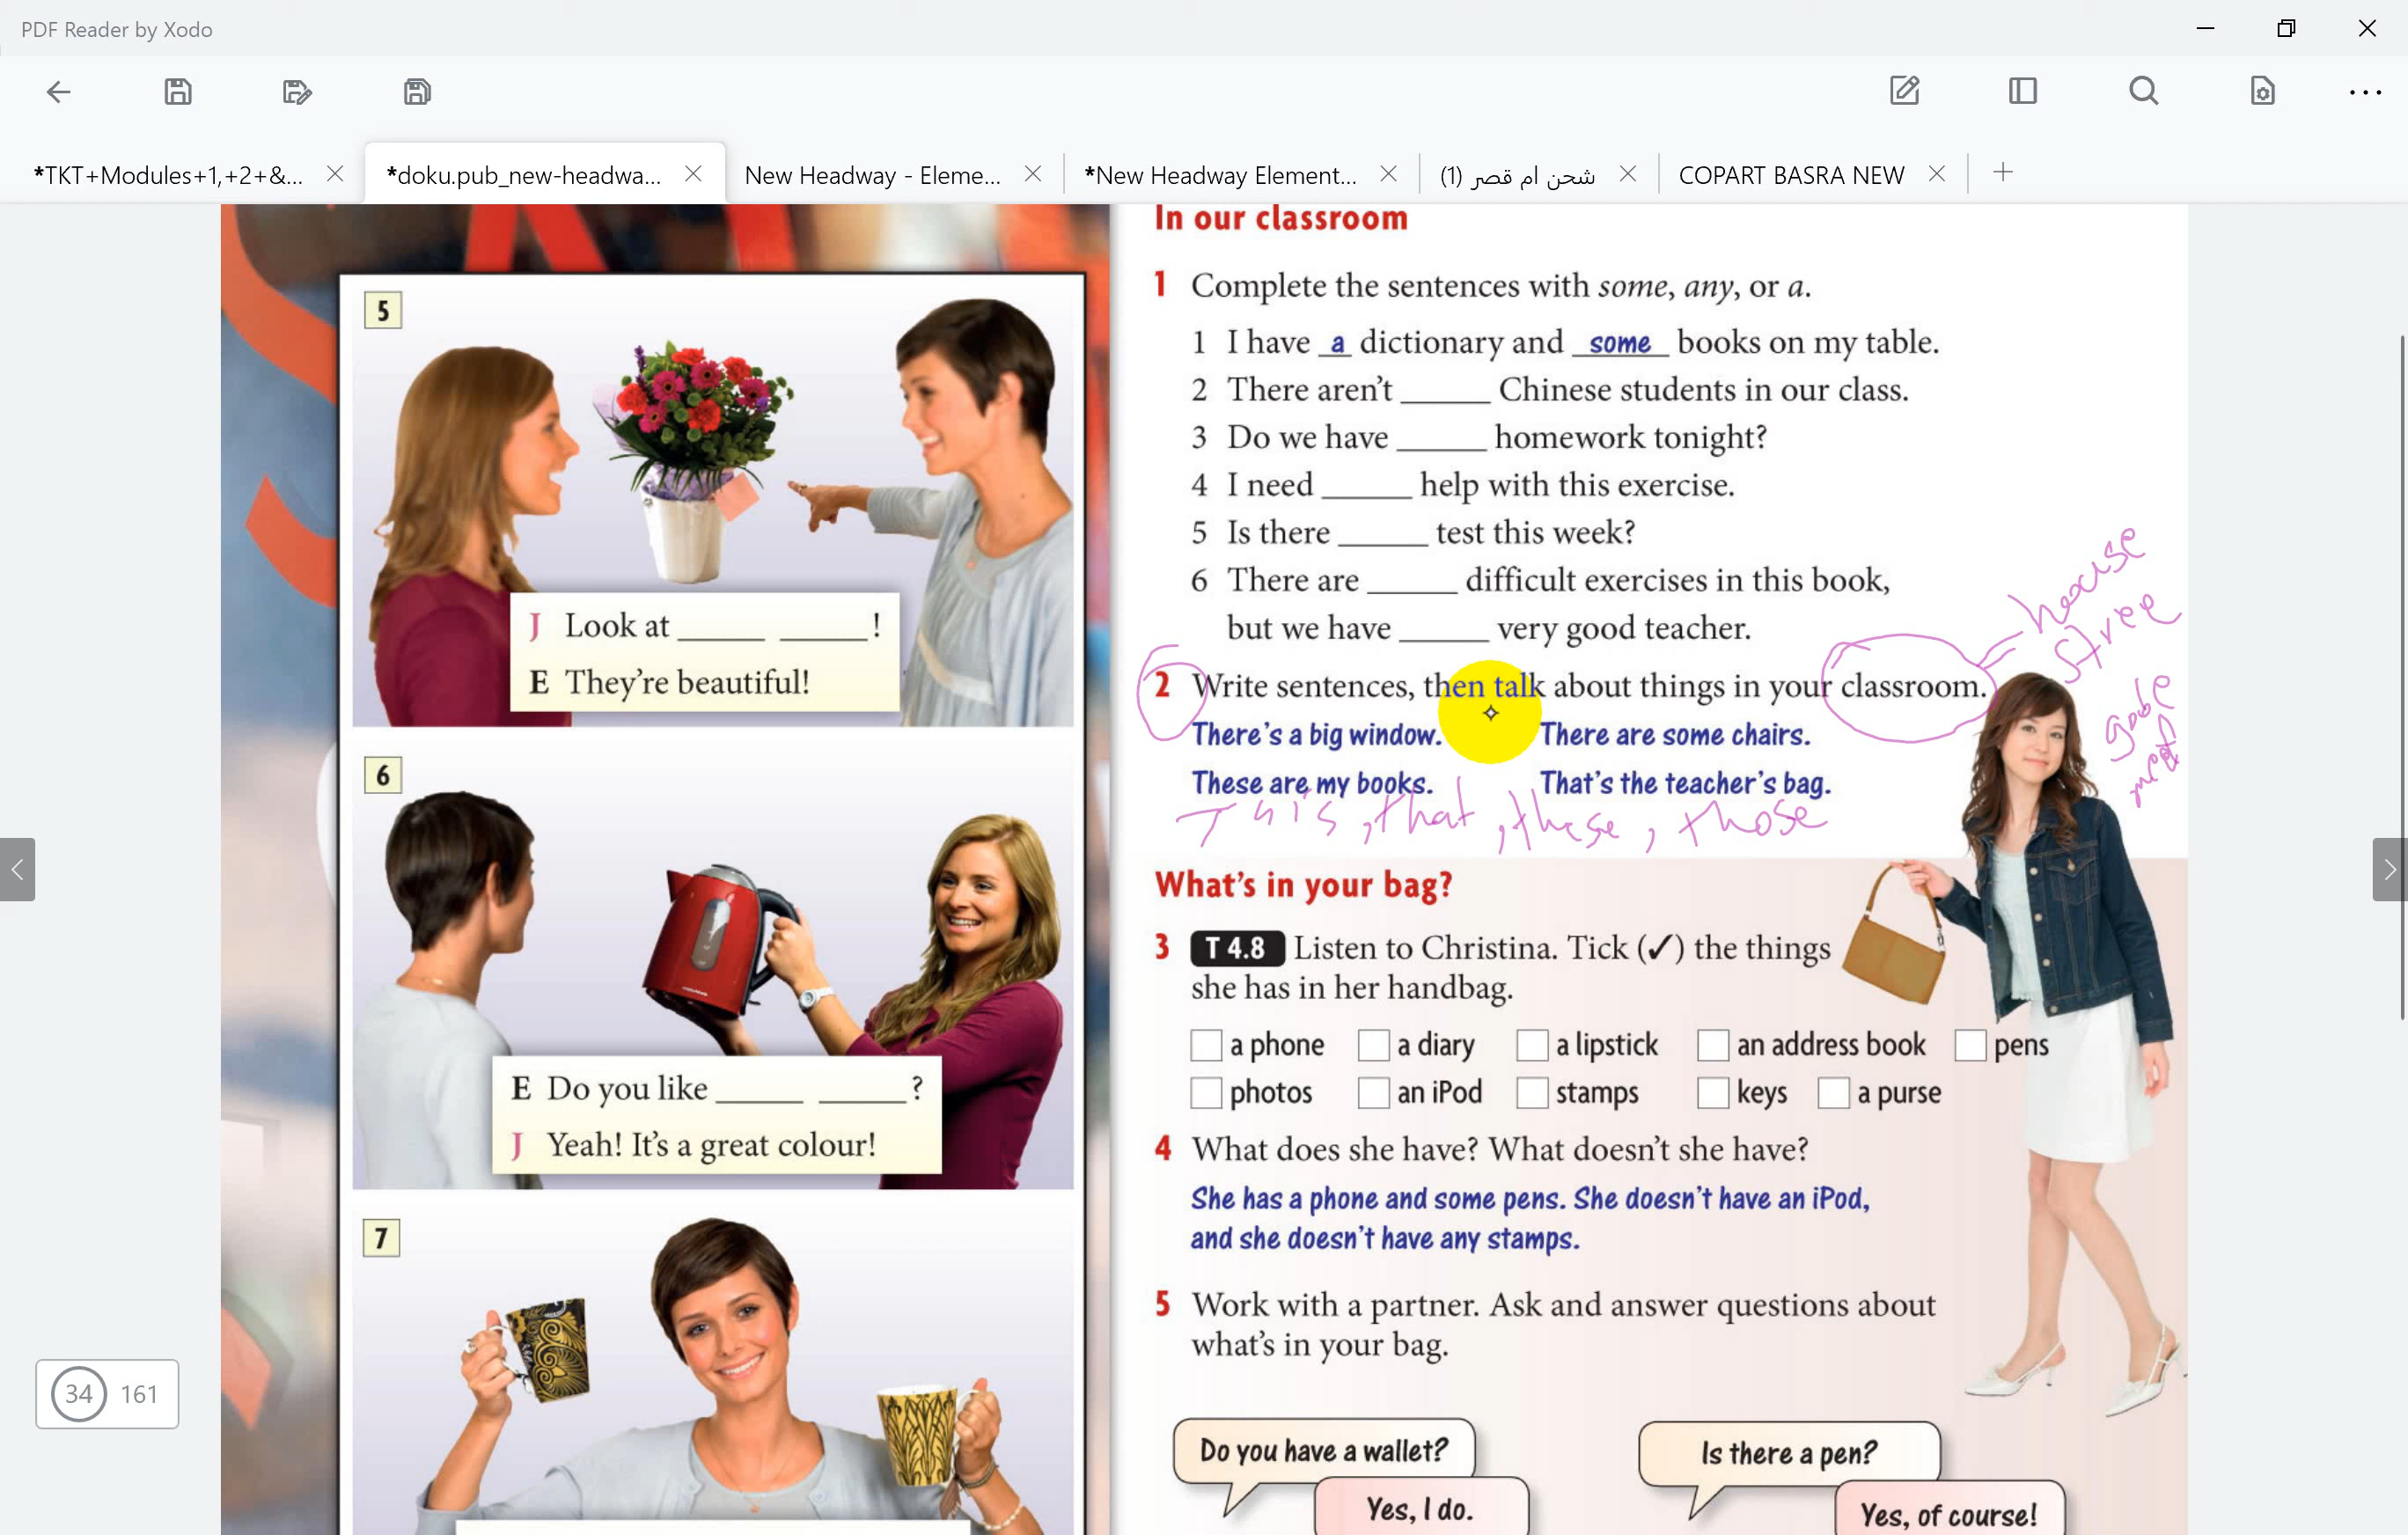 PDF Reader by Xodo
*TKT+Modules+1,+2+&...
*doku.pub_new-headwa...
New Headway - Eleme...
*New Headway Element...
شحن ام قصر (1)
COPART BASRA NEW
5
J Look at ______ ______!
E They're beautiful!
6
E Do you like ______ ______?
J Yeah! It's a great colour!
7
In our classroom
1 Complete the sentences with some, any, or a.
1 I have a dictionary and some books on my table.
2 There aren't ______ Chinese students in our class.
3 Do we have ______ homework tonight?
4 I need ______ help with this exercise.
5 Is there ______ test this week?
6 There are ______ difficult exercises in this book,
but we have ______ very good teacher.
2 Write sentences, then talk about things in your classroom.
There's a big window. There are some chairs.
These are my books. That's the teacher's bag.
This, that, these, those
stree
What's in your bag?
3 T 4.8 Listen to Christina. Tick (✓) the things
she has in her handbag.
a phone a diary a lipstick an address book pens
photos an iPod stamps keys a purse
4 What does she have? What doesn't she have?
She has a phone and some pens. She doesn't have an iPod,
and she doesn't have any stamps.
5 Work with a partner. Ask and answer questions about
what's in your bag.
Do you have a wallet?
Yes, I do.
Is there a pen?
Yes, of course!
34 161